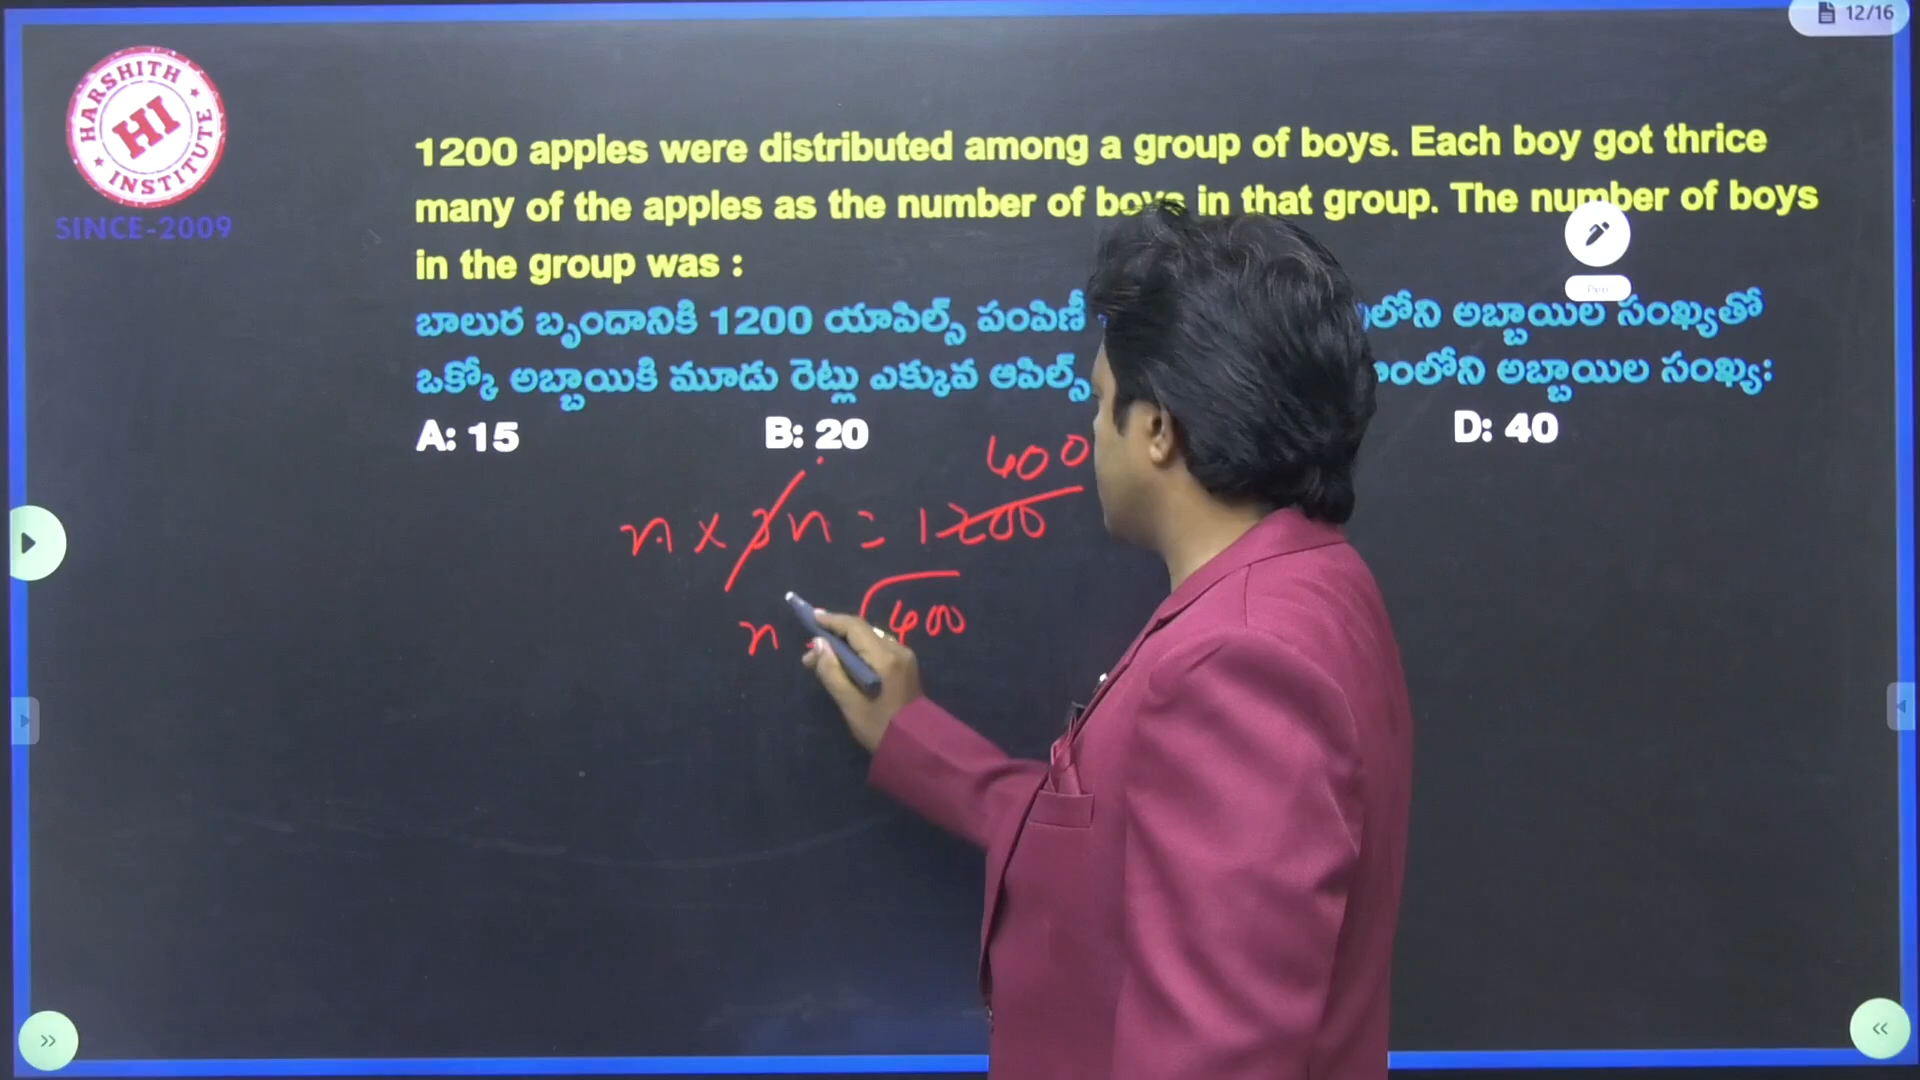 12/16
HARSHITH
HI
INSTITUTE
SINCE-2009
1200 apples were distributed among a group of boys. Each boy got thrice
many of the apples as the number of boys in that group. The number of boys
in the group was :
Pen
బాలుర బృందానికి 1200 యాపిల్స్ పంపిణీ లోని అబ్బాయిల సంఖ్యతో
ఒక్కో అబ్బాయికి మూడు రెట్లు ఎక్కువ ఆపిల్స్ లోని అబ్బాయిల సంఖ్య:
A: 15 B: 20 D: 40
400
n × 3n = 1200
n = √400